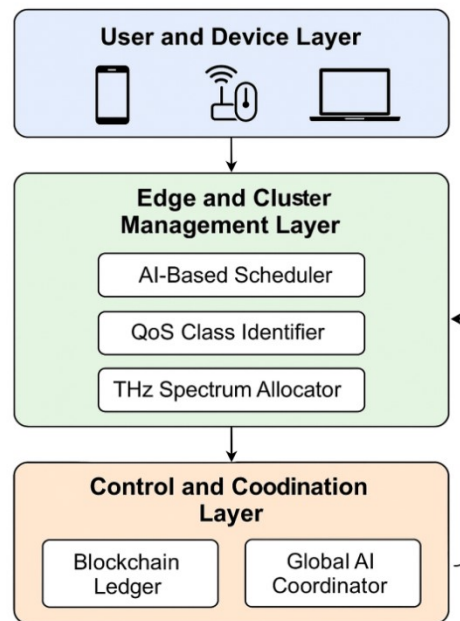 User and Device Layer
Edge and Cluster
Management Layer
AI-Based Scheduler
QoS Class Identifier
THz Spectrum Allocator
Control and Coodination
Layer
Blockchain
Ledger
Global AI
Coordinator